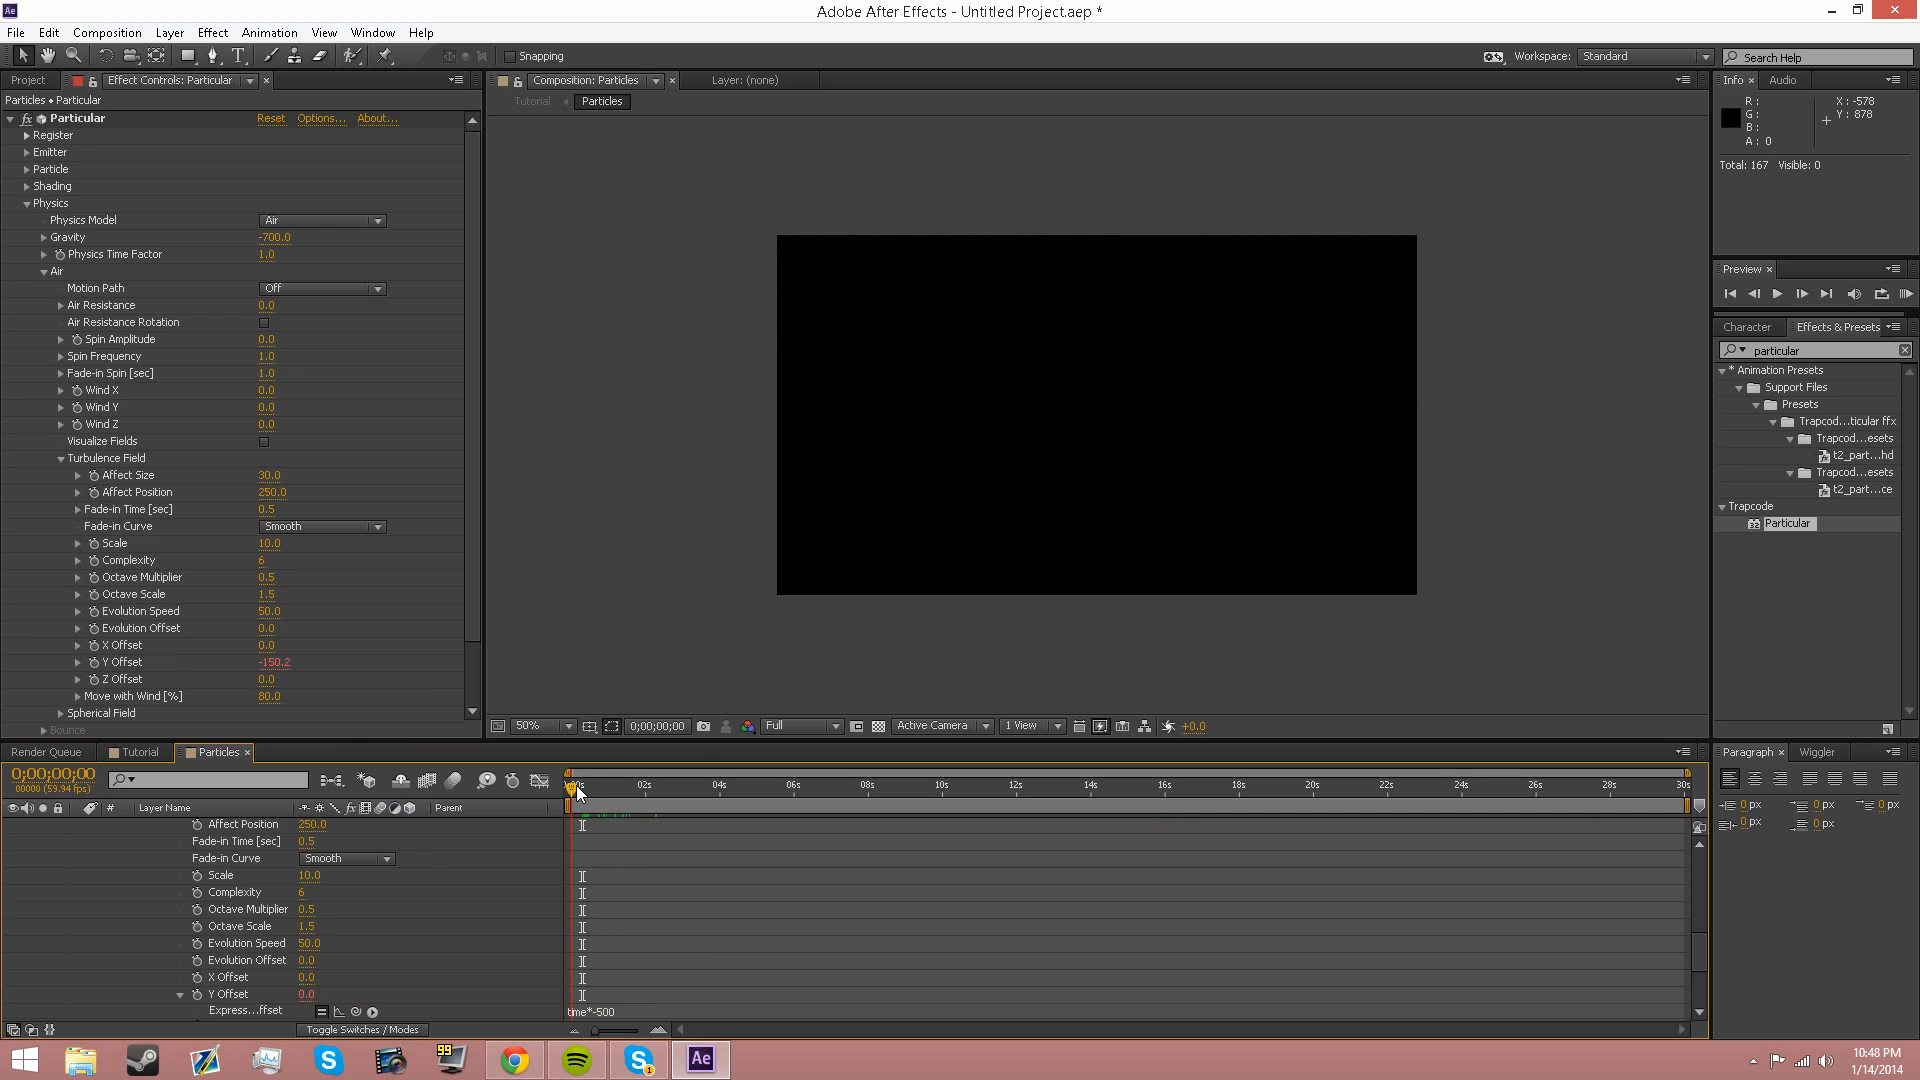 Ae
Adobe After Effects - Untitled Project.aep *
File Edit Composition Layer Effect Animation View Window Help
Snapping
Workspace: Standard
Search Help
Project
Effect Controls: Particular
Particles • Particular
fx Particular Reset Options... About...
Register
Emitter
Particle
Shading
Physics
Physics Model Air
Gravity -700.0
Physics Time Factor 1.0
Air
Motion Path Off
Air Resistance 0.0
Air Resistance Rotation
Spin Amplitude 0.0
Spin Frequency 1.0
Fade-in Spin [sec] 1.0
Wind X 0.0
Wind Y 0.0
Wind Z 0.0
Visualize Fields
Turbulence Field
Affect Size 30.0
Affect Position 250.0
Fade-in Time [sec] 0.5
Fade-in Curve Smooth
Scale 10.0
Complexity 6
Octave Multiplier 0.5
Octave Scale 1.5
Evolution Speed 50.0
Evolution Offset 0.0
X Offset 0.0
Y Offset -150.2
Z Offset 0.0
Move with Wind [%] 80.0
Spherical Field
Bounce
Composition: Particles
Layer: (none)
Tutorial
Particles
50%
0;00;00;00
Full
Active Camera
1 View
+0.0
Info Audio
R : X : -578
G : Y : 878
B :
A : 0
Total: 167 Visible: 0
Preview
Character Effects & Presets
particular
* Animation Presets
Support Files
Presets
Trapcod...ticular ffx
Trapcod...esets
t2_part...hd
Trapcod...esets
t2_part...ce
Trapcode
Particular
Render Queue Tutorial Particles
0;00;00;00
00000 (59.94 fps)
02s 04s 06s 08s 10s 12s 14s 16s 18s 20s 22s 24s 26s 28s 30s
# Layer Name Parent
Affect Position 250.0
Fade-in Time [sec] 0.5
Fade-in Curve Smooth
Scale 10.0
Complexity 6
Octave Multiplier 0.5
Octave Scale 1.5
Evolution Speed 50.0
Evolution Offset 0.0
X Offset 0.0
Y Offset 0.0
Express...ffset
time*-500
Toggle Switches / Modes
Paragraph Wiggler
0 px 0 px 0 px
0 px 0 px
99
1
Ae
10:48 PM
1/14/2014